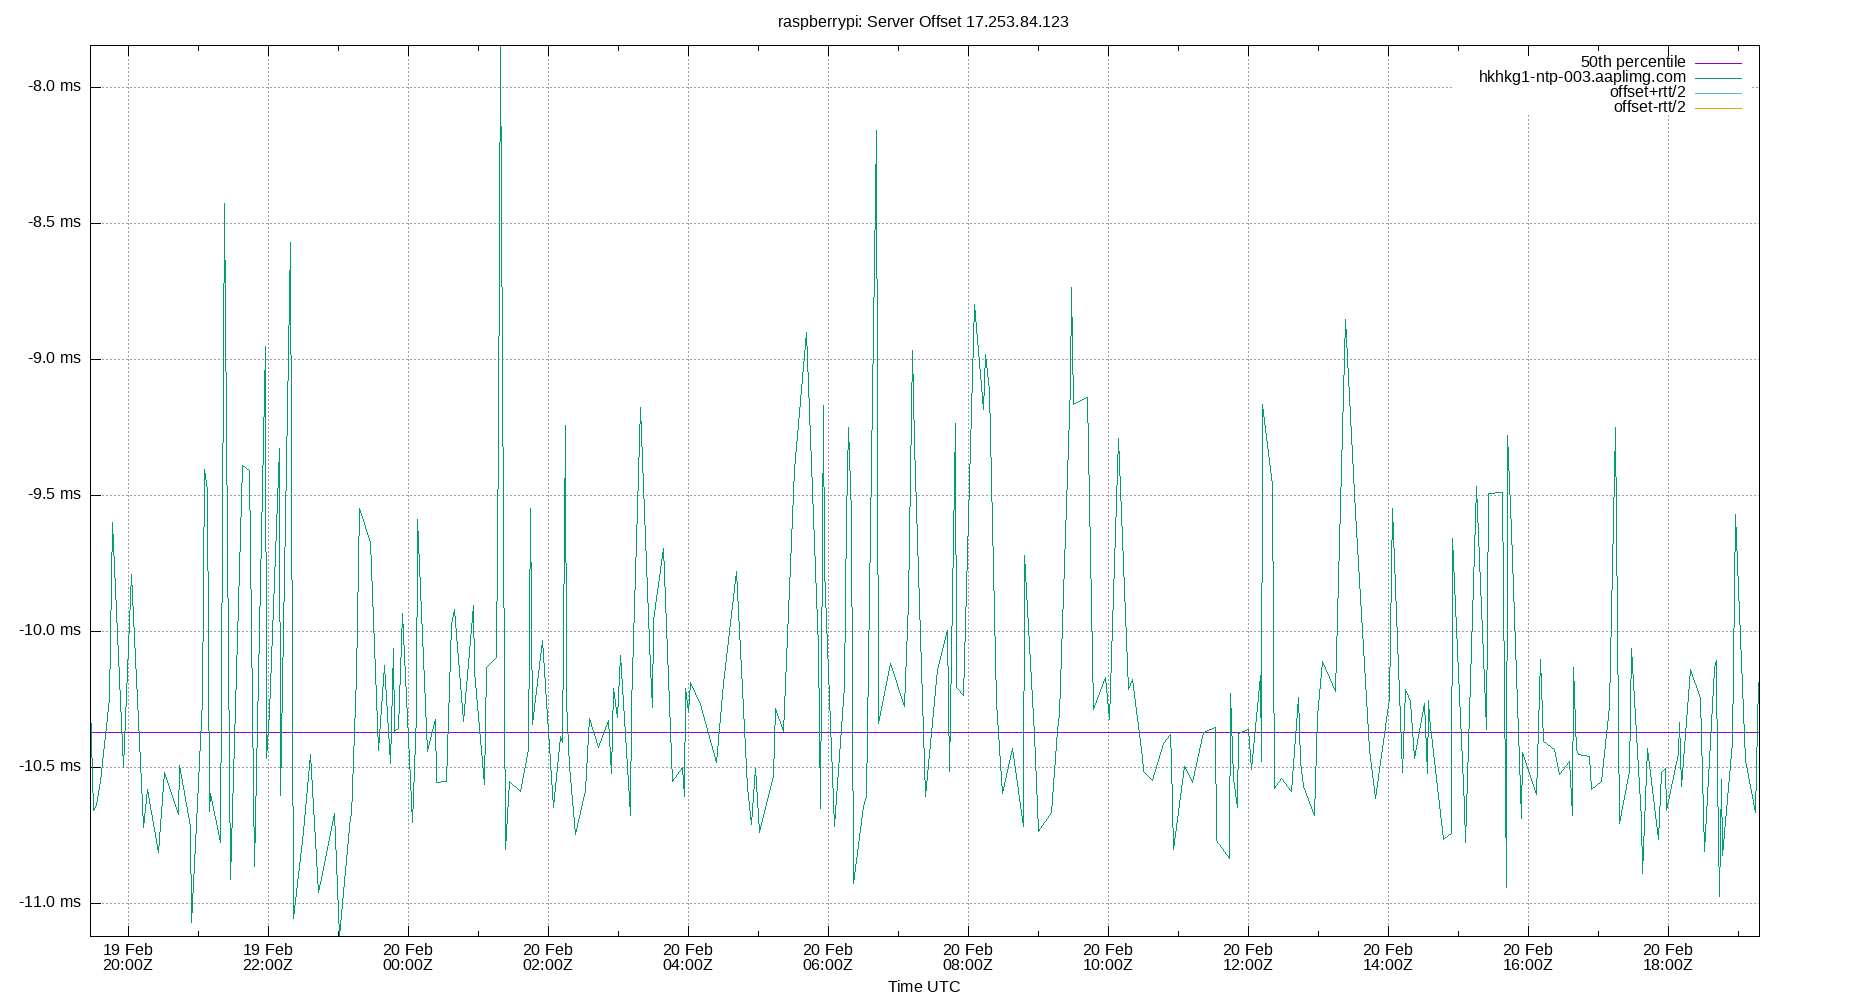 raspberrypi: Server Offset 17.253.84.123
50th percentile
hkhkg1-ntp-003.aaplimg.com
offset+rtt/2
offset-rtt/2
-8.0 ms
-8.5 ms
-9.0 ms
-9.5 ms
-10.0 ms
-10.5 ms
-11.0 ms
19 Feb 19 Feb 20 Feb 20 Feb 20 Feb 20 Feb 20 Feb 20 Feb 20 Feb 20 Feb 20 Feb 20 Feb
20:00Z 22:00Z 00:00Z 02:00Z 04:00Z 06:00Z 08:00Z 10:00Z 12:00Z 14:00Z 16:00Z 18:00Z
Time UTC